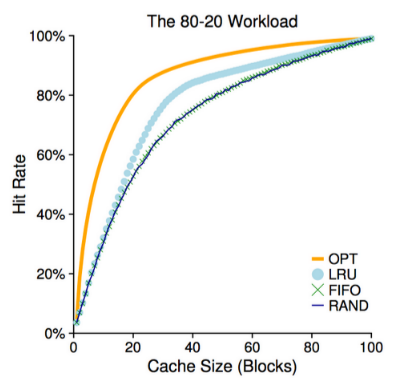 The 80-20 Workload
100%
80%
60%
40%
20%
0%
Hit Rate
OPT
LRU
FIFO
RAND
0 20 40 60 80 100
Cache Size (Blocks)